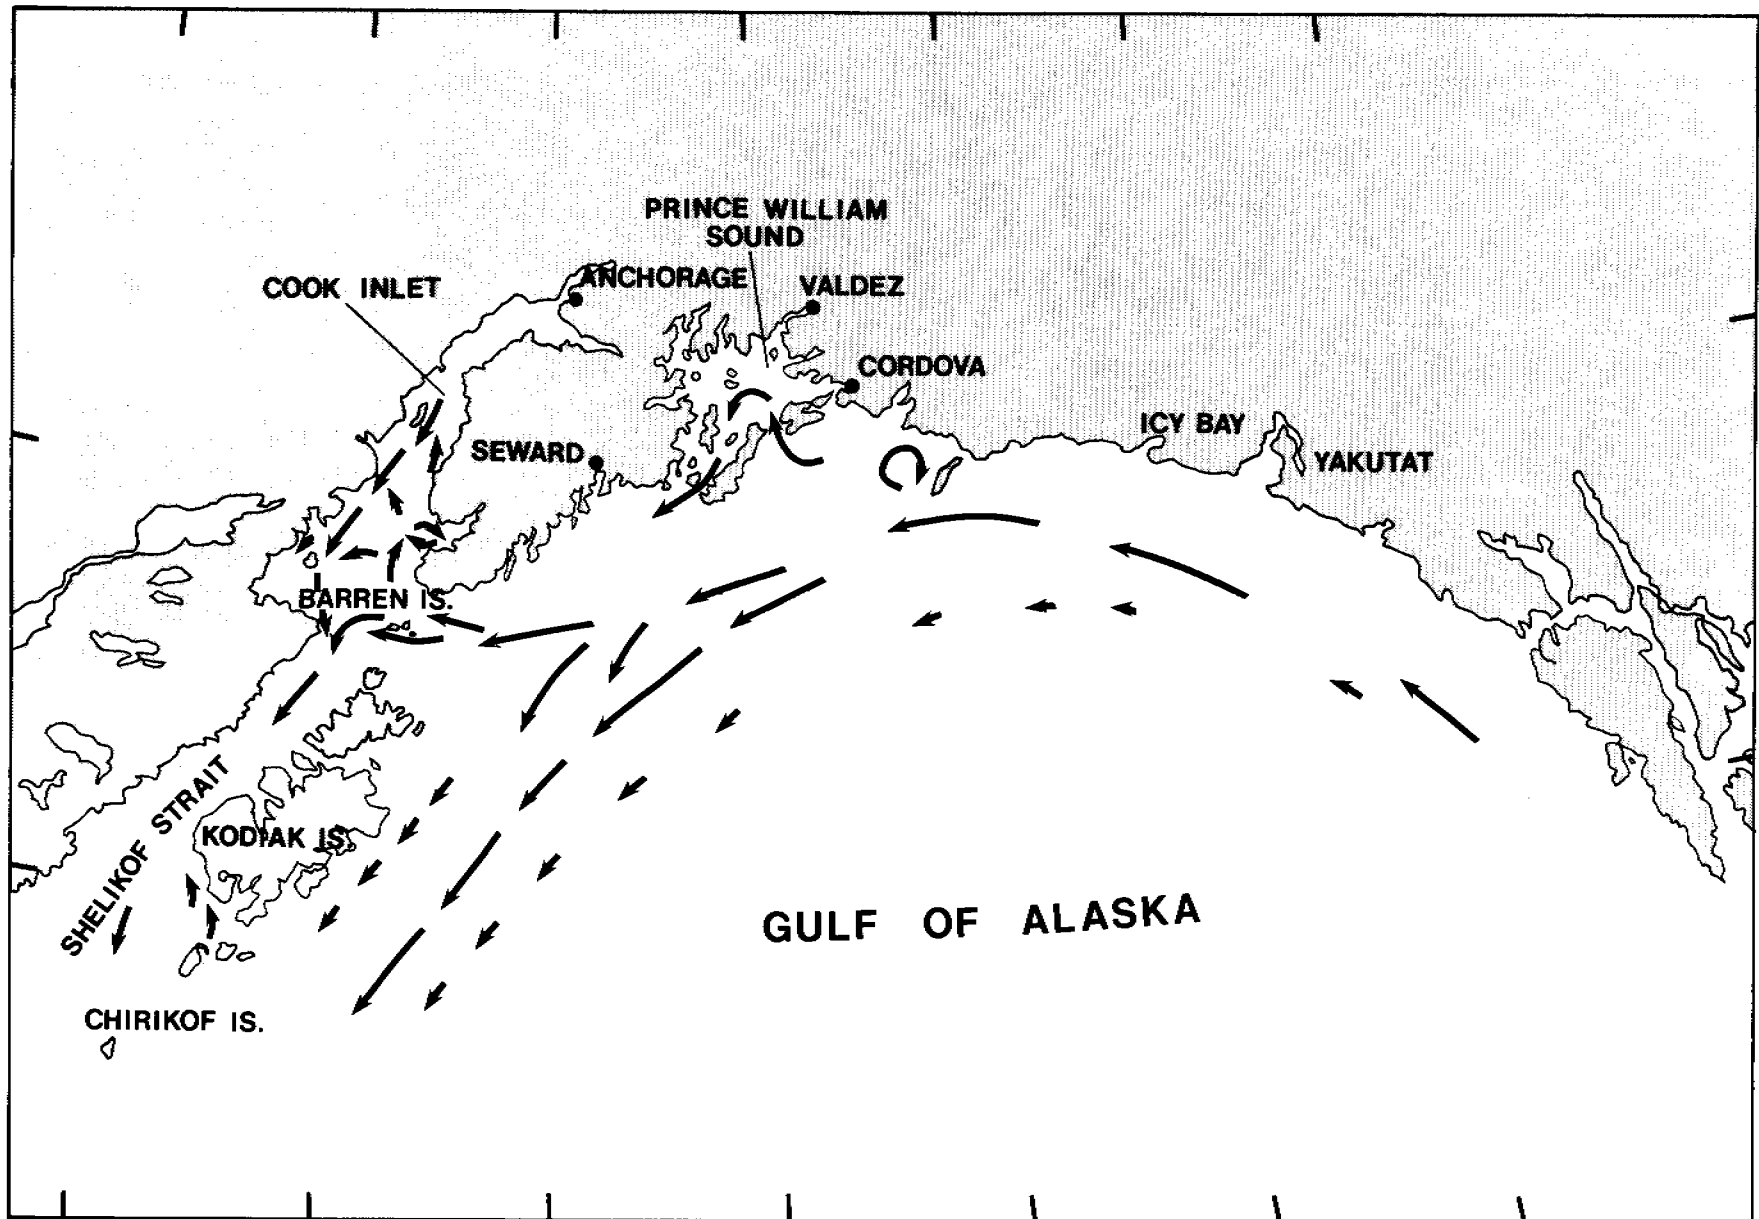 PRINCE WILLIAM
SOUND
COOK INLET
ANCHORAGE
VALDEZ
CORDOVA
SEWARD
ICY BAY
YAKUTAT
BARREN IS.
SHELIKOF STRAIT
KODIAK IS.
GULF OF ALASKA
CHIRIKOF IS.